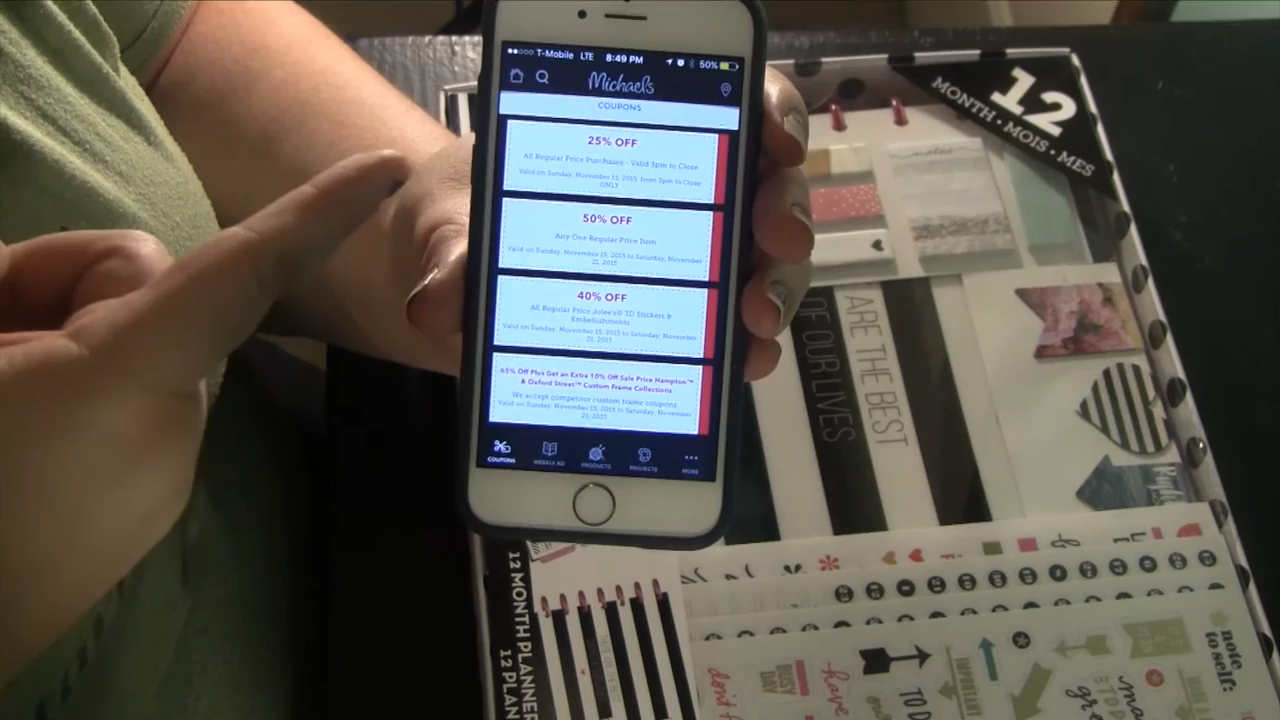 T-Mobile LTE 8:49 PM 50%
Michaels
COUPONS
25% OFF
All Regular Price Purchases - Valid 3pm to Close
Valid on Sunday, November 15, 2015 from 3pm to Close
ONLY
50% OFF
Any One Regular Price Item
Valid on Sunday, November 15, 2015 to Saturday, November
21, 2015
40% OFF
All Regular Price Jolee's® 3D Stickers &
Embellishments
Valid on Sunday, November 15, 2015 to Saturday, November
21, 2015
65% Off Plus Get an Extra 10% Off Sale Price Hampton™
& Oxford Street™ Custom Frame Collections
We accept competitor custom frame coupons
Valid on Sunday, November 15, 2015 to Saturday, November
21, 2015
COUPONS WEEKLY AD PRODUCTS PROJECTS MORE
12
MONTH • MOIS • MES
notes
ARE THE BEST
OF OUR LIVES
12 MONTH PLANNER
12 PLAN
note
to self:
IMPORTANT
BUSY
DAY
have
TO D
don't